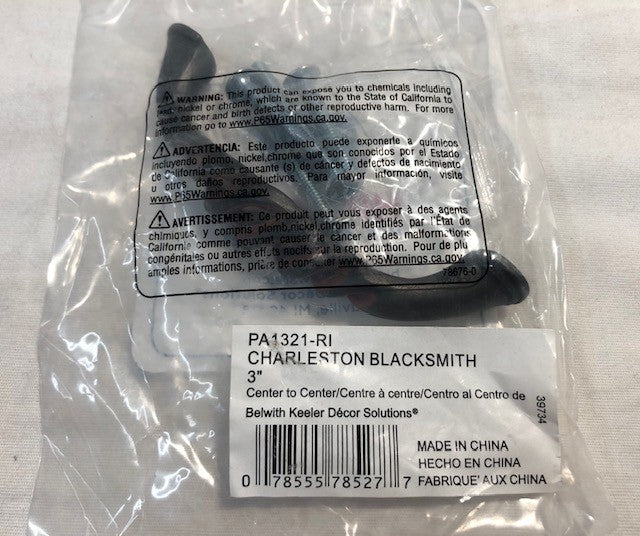 WARNING: This product can expose you to chemicals including
lead, nickel or chrome, which are known to the State of California to
cause cancer and birth defects or other reproductive harm. For more
information go to www.P65Warnings.ca.gov.
ADVERTENCIA: Este producto puede exponerle a químicos
incluyendo plomo, nickel,chrome que son conocidos por el Estado
de California como causante (s) de cáncer y defectos de nacimiento
u otros daños reproductivos. Para mayor información, visite
www.P65Warnings.ca.gov.
AVERTISSEMENT: Ce produit peut vous exposer à des agents
chimiques, y compris plomb,nickel,chrome identifiés par l'État de
Californie comme pouvant causer le cancer et des malformations
congénitales ou autres effets nocifs sur la reproduction. Pour de plu
amples informations, prière de consulter www.P65Warnings.ca.gov.
78676-0
PA1321-RI
CHARLESTON BLACKSMITH
3"
Center to Center/Centre à centre/Centro al Centro de
Belwith Keeler Décor Solutions®
39734
MADE IN CHINA
HECHO EN CHINA
FABRIQUE' AUX CHINA
0 78555 78527 7